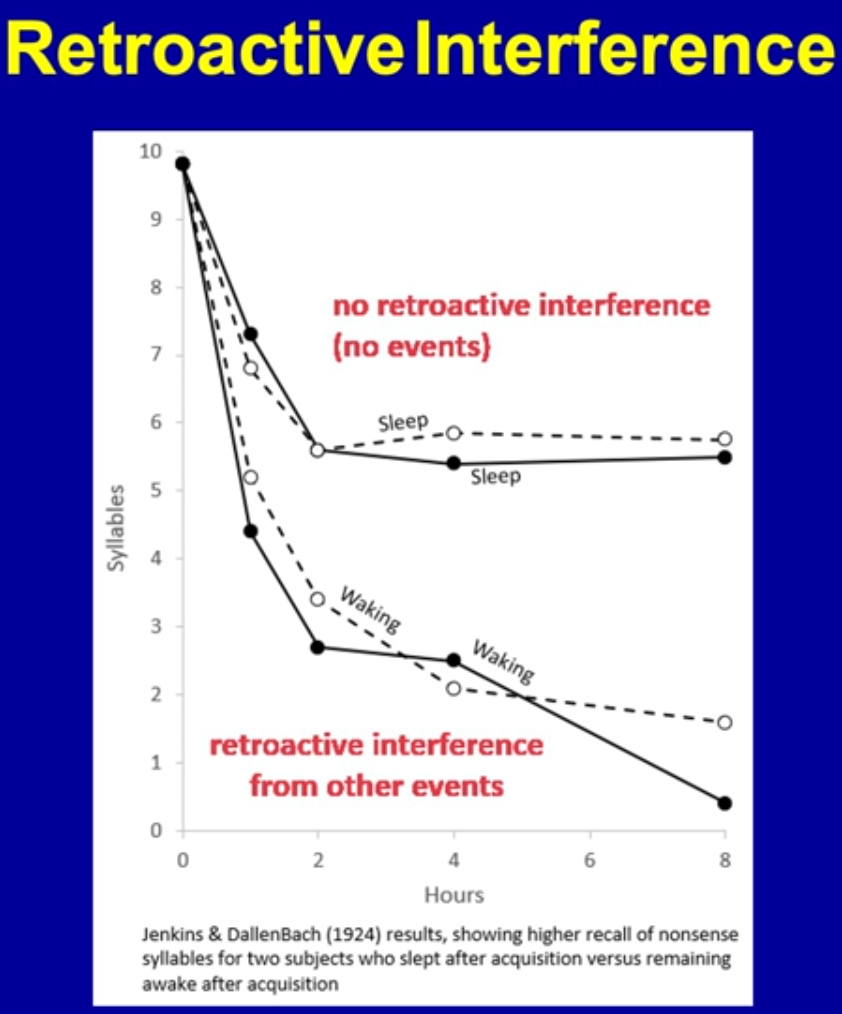 Retroactive Interference
10
9
8
7
6
5
4
3
2
1
0
Syllables
no retroactive interference
(no events)
Sleep
Sleep
Waking
Waking
retroactive interference
from other events
0 2 4 6 8
Hours
Jenkins & DallenBach (1924) results, showing higher recall of nonsense
syllables for two subjects who slept after acquisition versus remaining
awake after acquisition